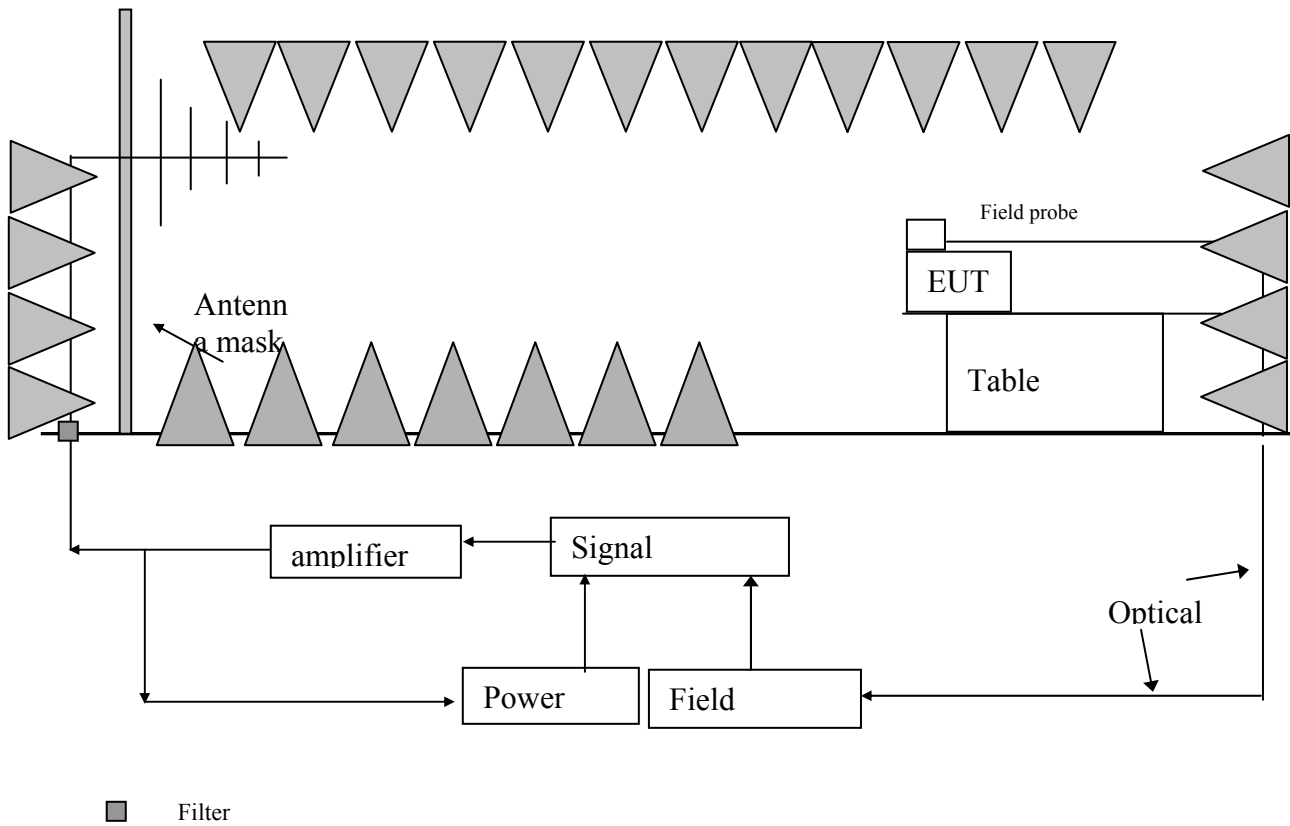 Field probe
EUT
Antenn
a mask
Table
Signal
amplifier
Optical
Power
Field
Filter